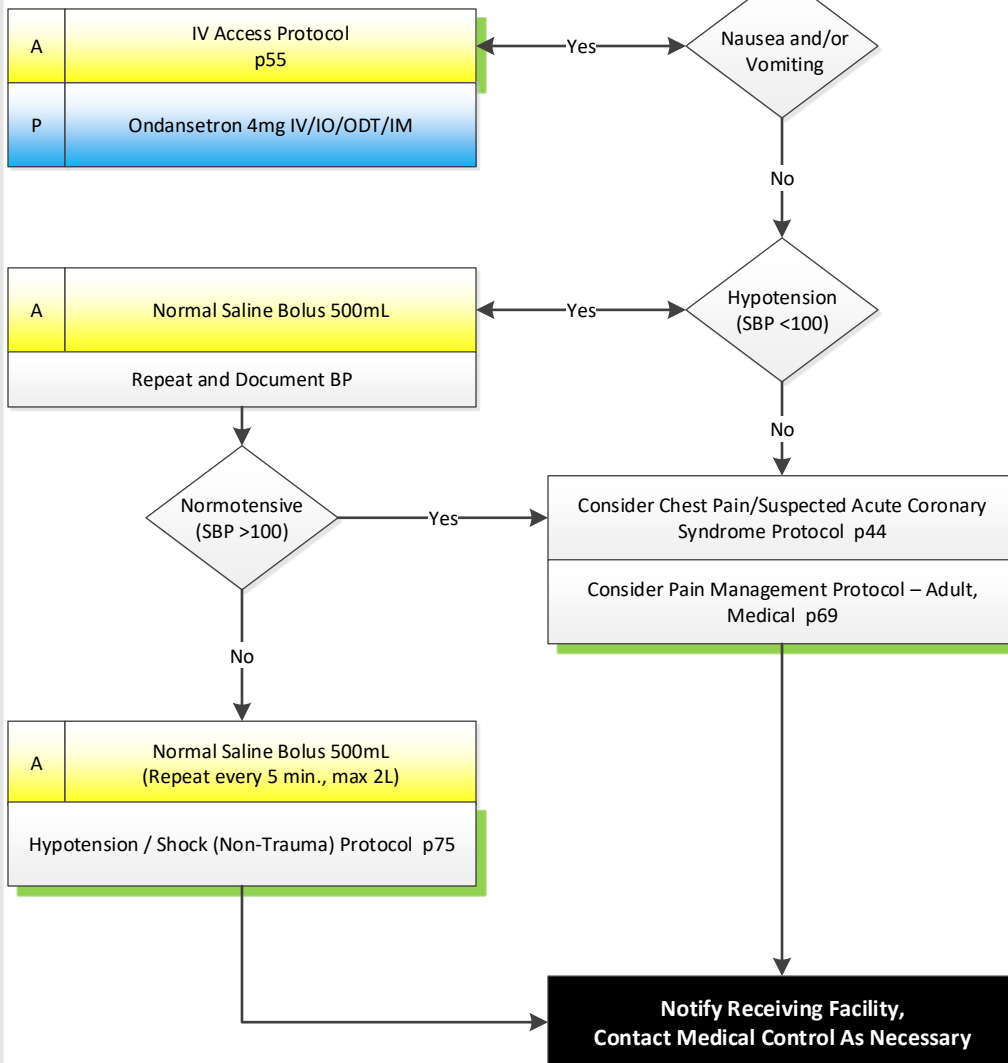 A
IV Access Protocol
p55
Yes
Nausea and/or
Vomiting
P
Ondansetron 4mg IV/IO/ODT/IM
No
A
Normal Saline Bolus 500mL
Yes
Hypotension
(SBP <100)
Repeat and Document BP
No
Normotensive
(SBP >100)
Yes
Consider Chest Pain/Suspected Acute Coronary
Syndrome Protocol p44
Consider Pain Management Protocol – Adult,
Medical p69
No
A
Normal Saline Bolus 500mL
(Repeat every 5 min., max 2L)
Hypotension / Shock (Non-Trauma) Protocol p75
Notify Receiving Facility,
Contact Medical Control As Necessary